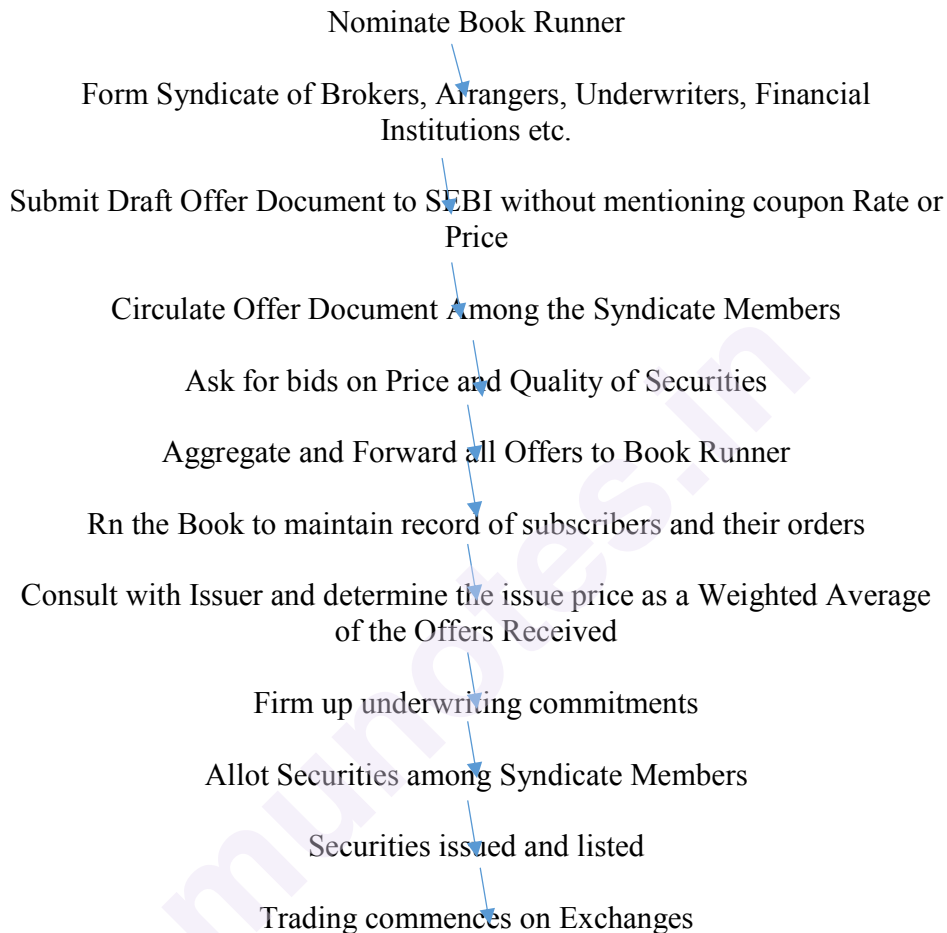 Nominate Book Runner
Form Syndicate of Brokers, Arrangers, Underwriters, Financial
Institutions etc.
Submit Draft Offer Document to SEBI without mentioning coupon Rate or
Price
Circulate Offer Document Among the Syndicate Members
Ask for bids on Price and Quality of Securities
Aggregate and Forward all Offers to Book Runner
Rn the Book to maintain record of subscribers and their orders
Consult with Issuer and determine the issue price as a Weighted Average
of the Offers Received
Firm up underwriting commitments
Allot Securities among Syndicate Members
Securities issued and listed
Trading commences on Exchanges
munotes.in